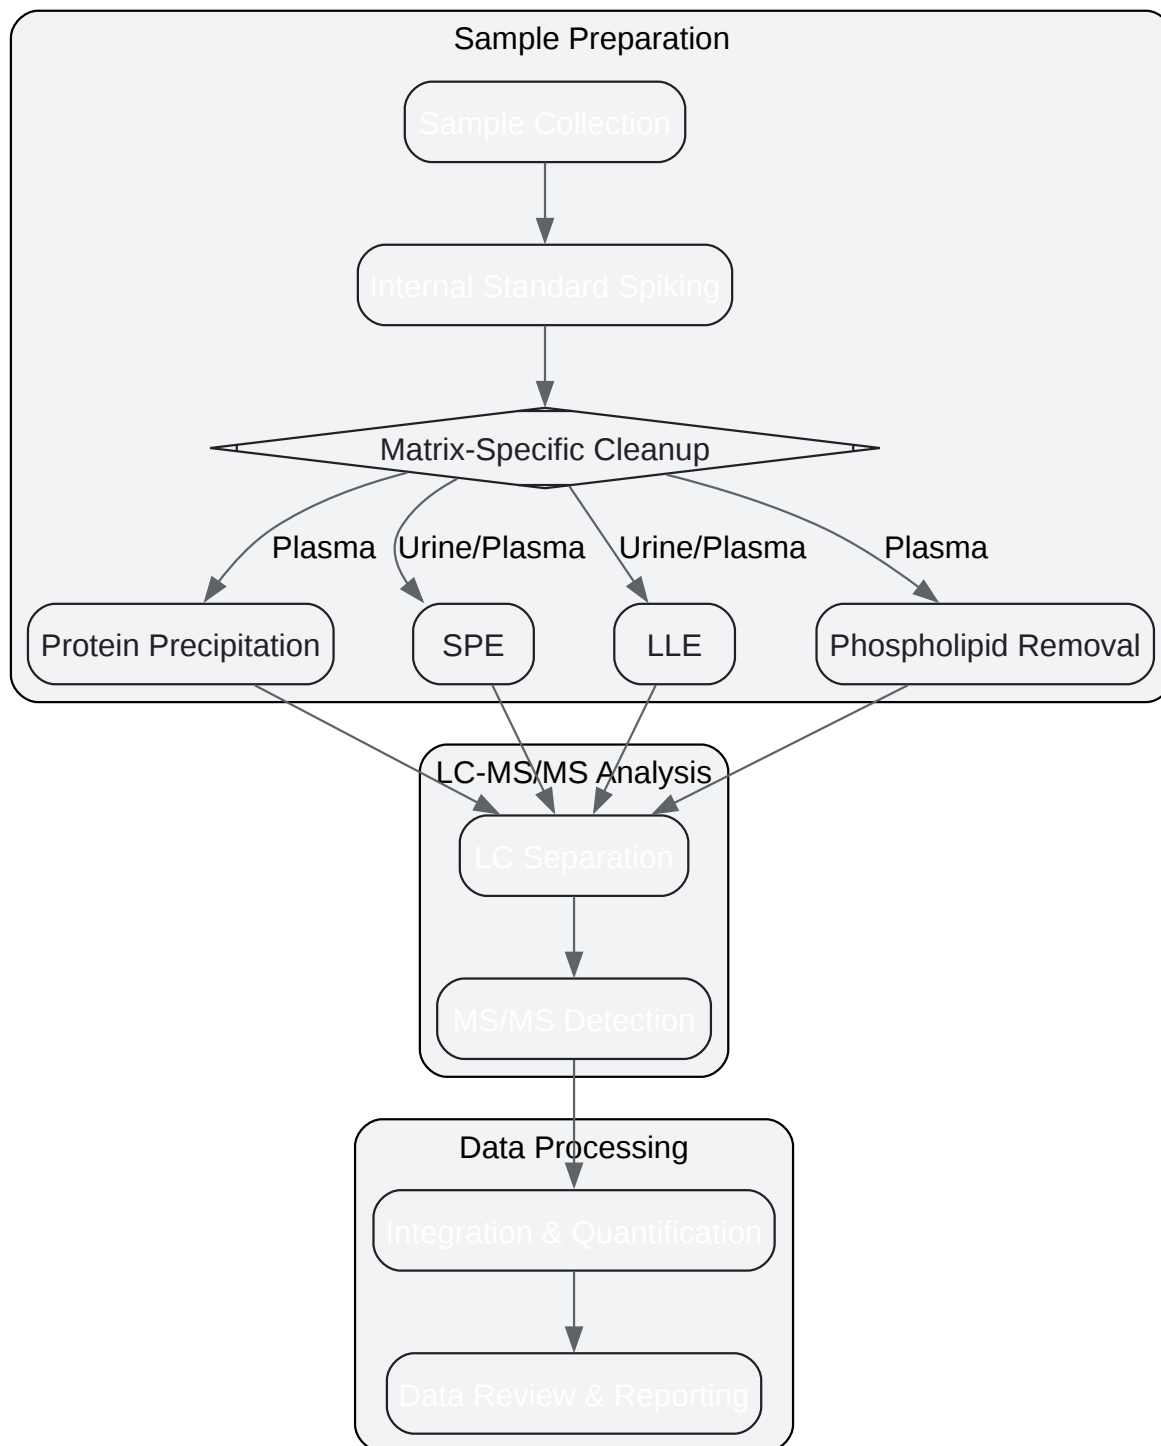 Sample Preparation
Sample Collection
Internal Standard Spiking
Matrix-Specific Cleanup
Plasma
Urine/Plasma
Urine/Plasma
Plasma
Protein Precipitation
SPE
LLE
Phospholipid Removal
LC-MS/MS Analysis
LC Separation
MS/MS Detection
Data Processing
Integration & Quantification
Data Review & Reporting